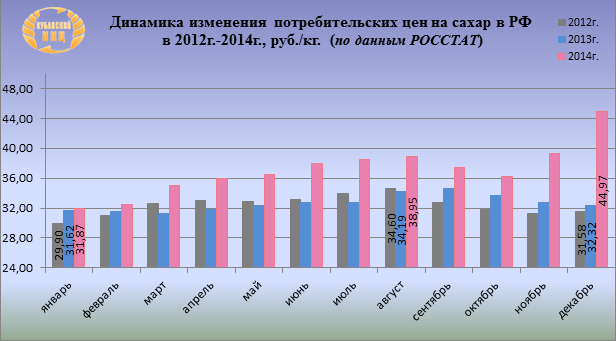 КУБАНСКИЙ
ИКЦ
Динамика изменения потребительских цен на сахар в РФ
в 2012г.-2014г., руб./кг. (по данным РОССТАТ)
2012г.
2013г.
2014г.
48,00
44,00
40,00
36,00
32,00
28,00
24,00
29,90
31,62
31,87
34,60
34,19
38,95
31,58
32,32
44,97
январь
февраль
март
апрель
май
июнь
июль
август
сентябрь
октябрь
ноябрь
декабрь